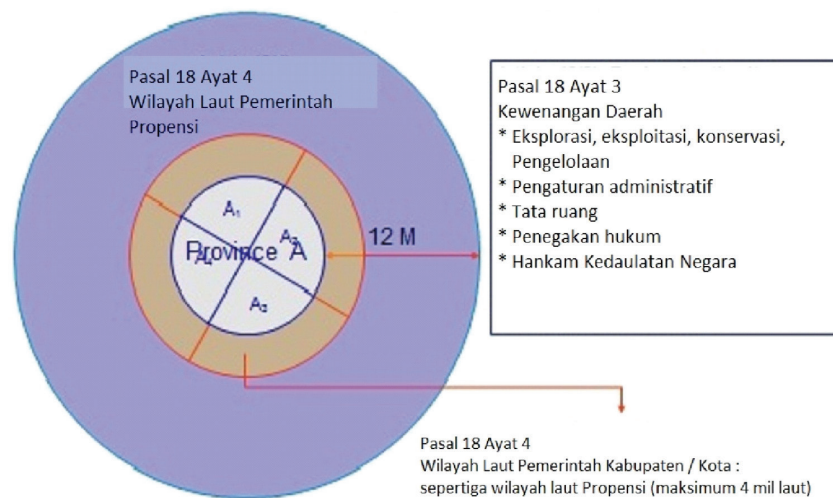 Pasal 18 Ayat 4
Wilayah Laut Pemerintah
Propensi
Pasal 18 Ayat 3
Kewenangan Daerah
* Eksplorasi, eksploitasi, konservasi,
Pengelolaan
* Pengaturan administratif
* Tata ruang
* Penegakan hukum
* Hankam Kedaulatan Negara
A₁
Province A
12 M
Pasal 18 Ayat 4
Wilayah Laut Pemerintah Kabupaten / Kota :
sepertiga wilayah laut Propensi (maksimum 4 mil laut)